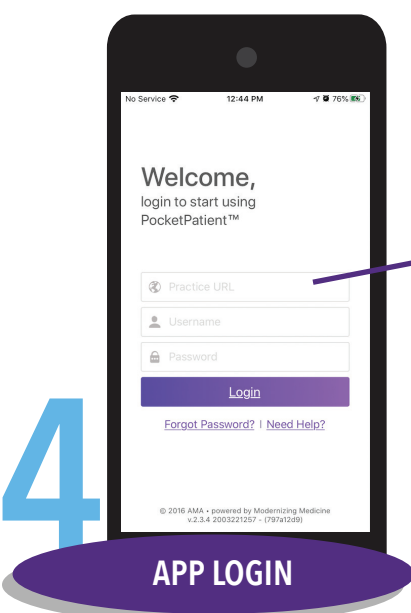 No Service 12:44 PM 76%
Welcome,
login to start using
PocketPatient™
Practice URL
Username
Password
Login
Forgot Password? | Need Help?
© 2016 AMA • powered by Modernizing Medicine
v.2.3.4 2003221257 - (797a12d9)
4
APP LOGIN